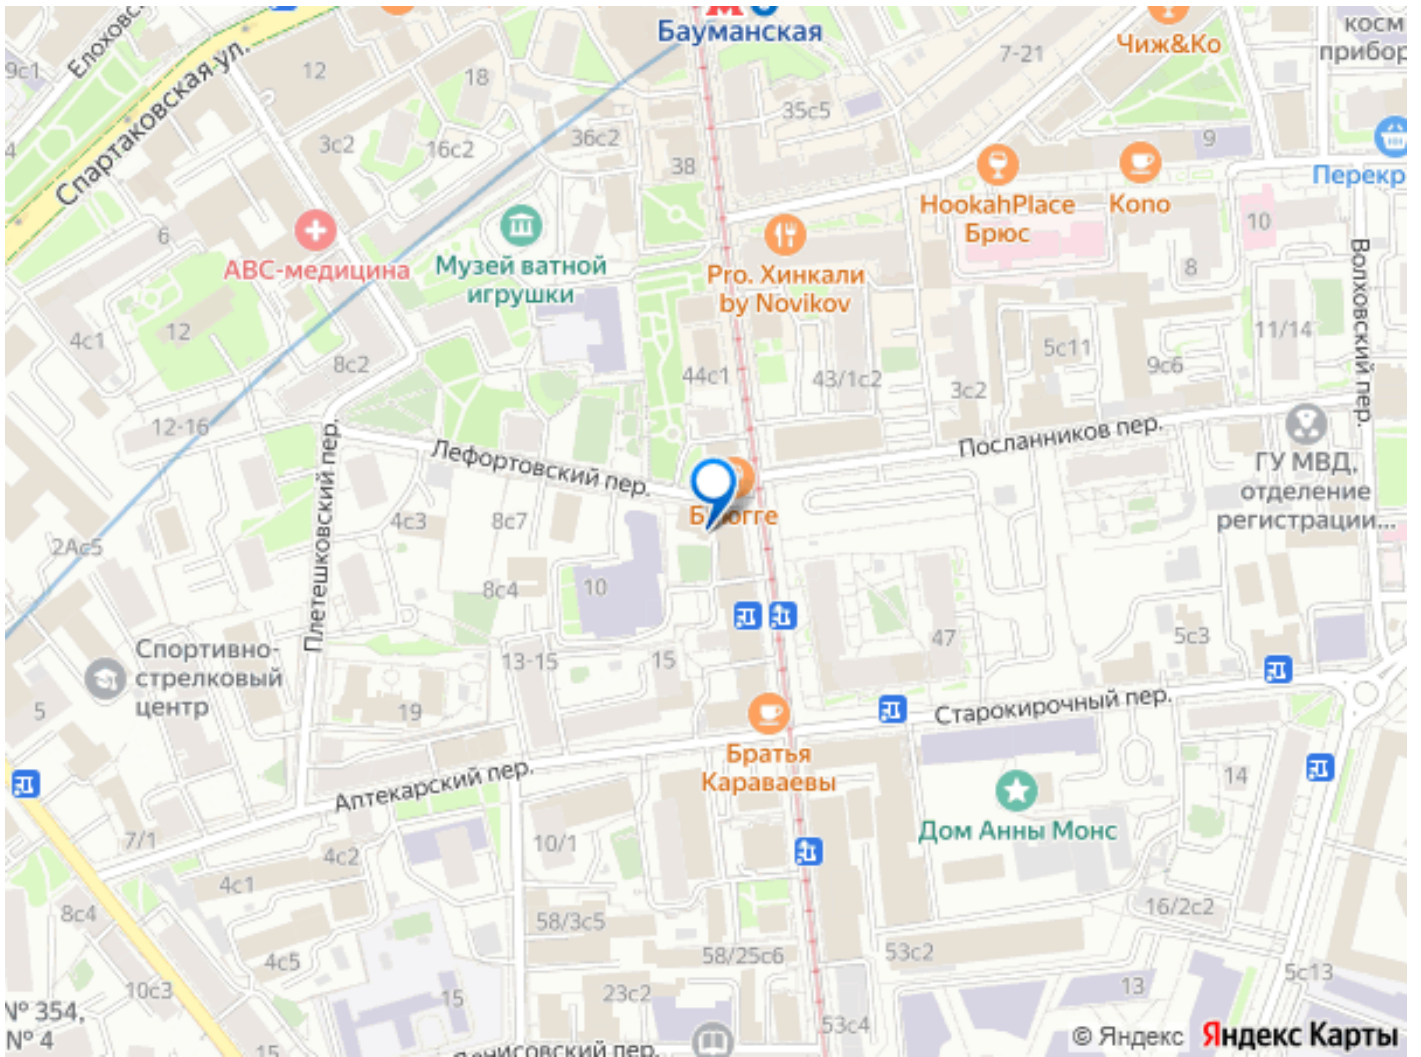 Бауманская
Чиж&Ко
косм
прибор
Елоховс
9с1
12
18
7-21
35с5
Спартаковская ул.
4
3с2
16с2
36с2
38
9
Перекр
HookahPlace
Брюс
Kono
10
6
АВС-медицина
Музей ватной
игрушки
Pro. Хинкали
by Novikov
8
Волховский пер.
4с1
12
8с2
44с1
43/1с2
5с11
3с2
9с6
11/14
12-16
Плетешковский пер.
Лефортовский пер.
Посланников пер.
ГУ МВД,
отделение
регистрации...
4с3
8с7
2Ас5
8с4
10
47
5с3
Спортивно-
стрелковый
центр
13-15
15
5
19
Старокирочный пер.
Братья
Караваевы
Аптекарский пер.
14
Дом Анны Монс
7/1
4с2
10/1
4с1
8с4
58/3с5
16/2с2
4с5
58/25с6
53с2
5с13
10с3
15
23с2
13
№ 354,
№ 4
53с4
15
Денисовский пер.
© Яндекс Яндекс Карты